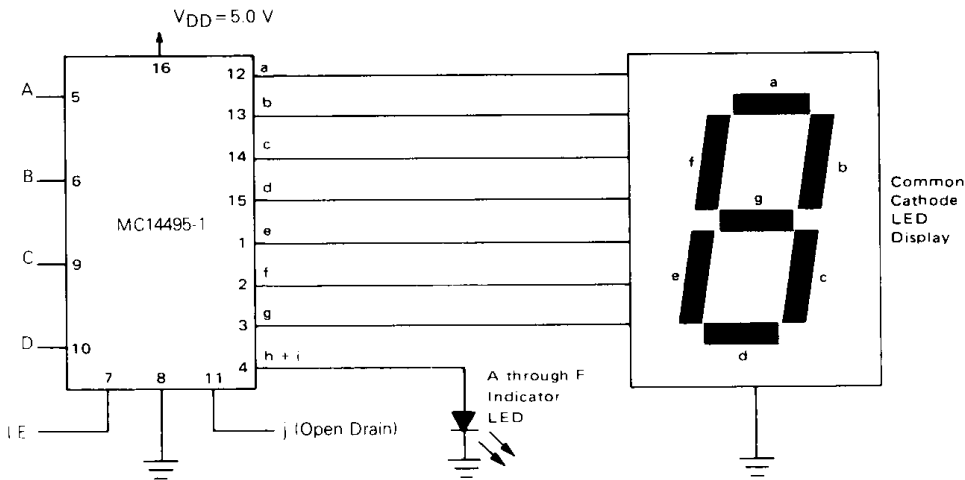 VDD = 5.0 V
16
A
5
B
6
C
9
D
10
MC14495-1
12
a
13
b
14
c
15
d
1
e
2
f
3
g
4
h + i
7
8
11
LE
j (Open Drain)
A through F
Indicator
LED
a
f
b
g
e
c
d
Common
Cathode
LED
Display